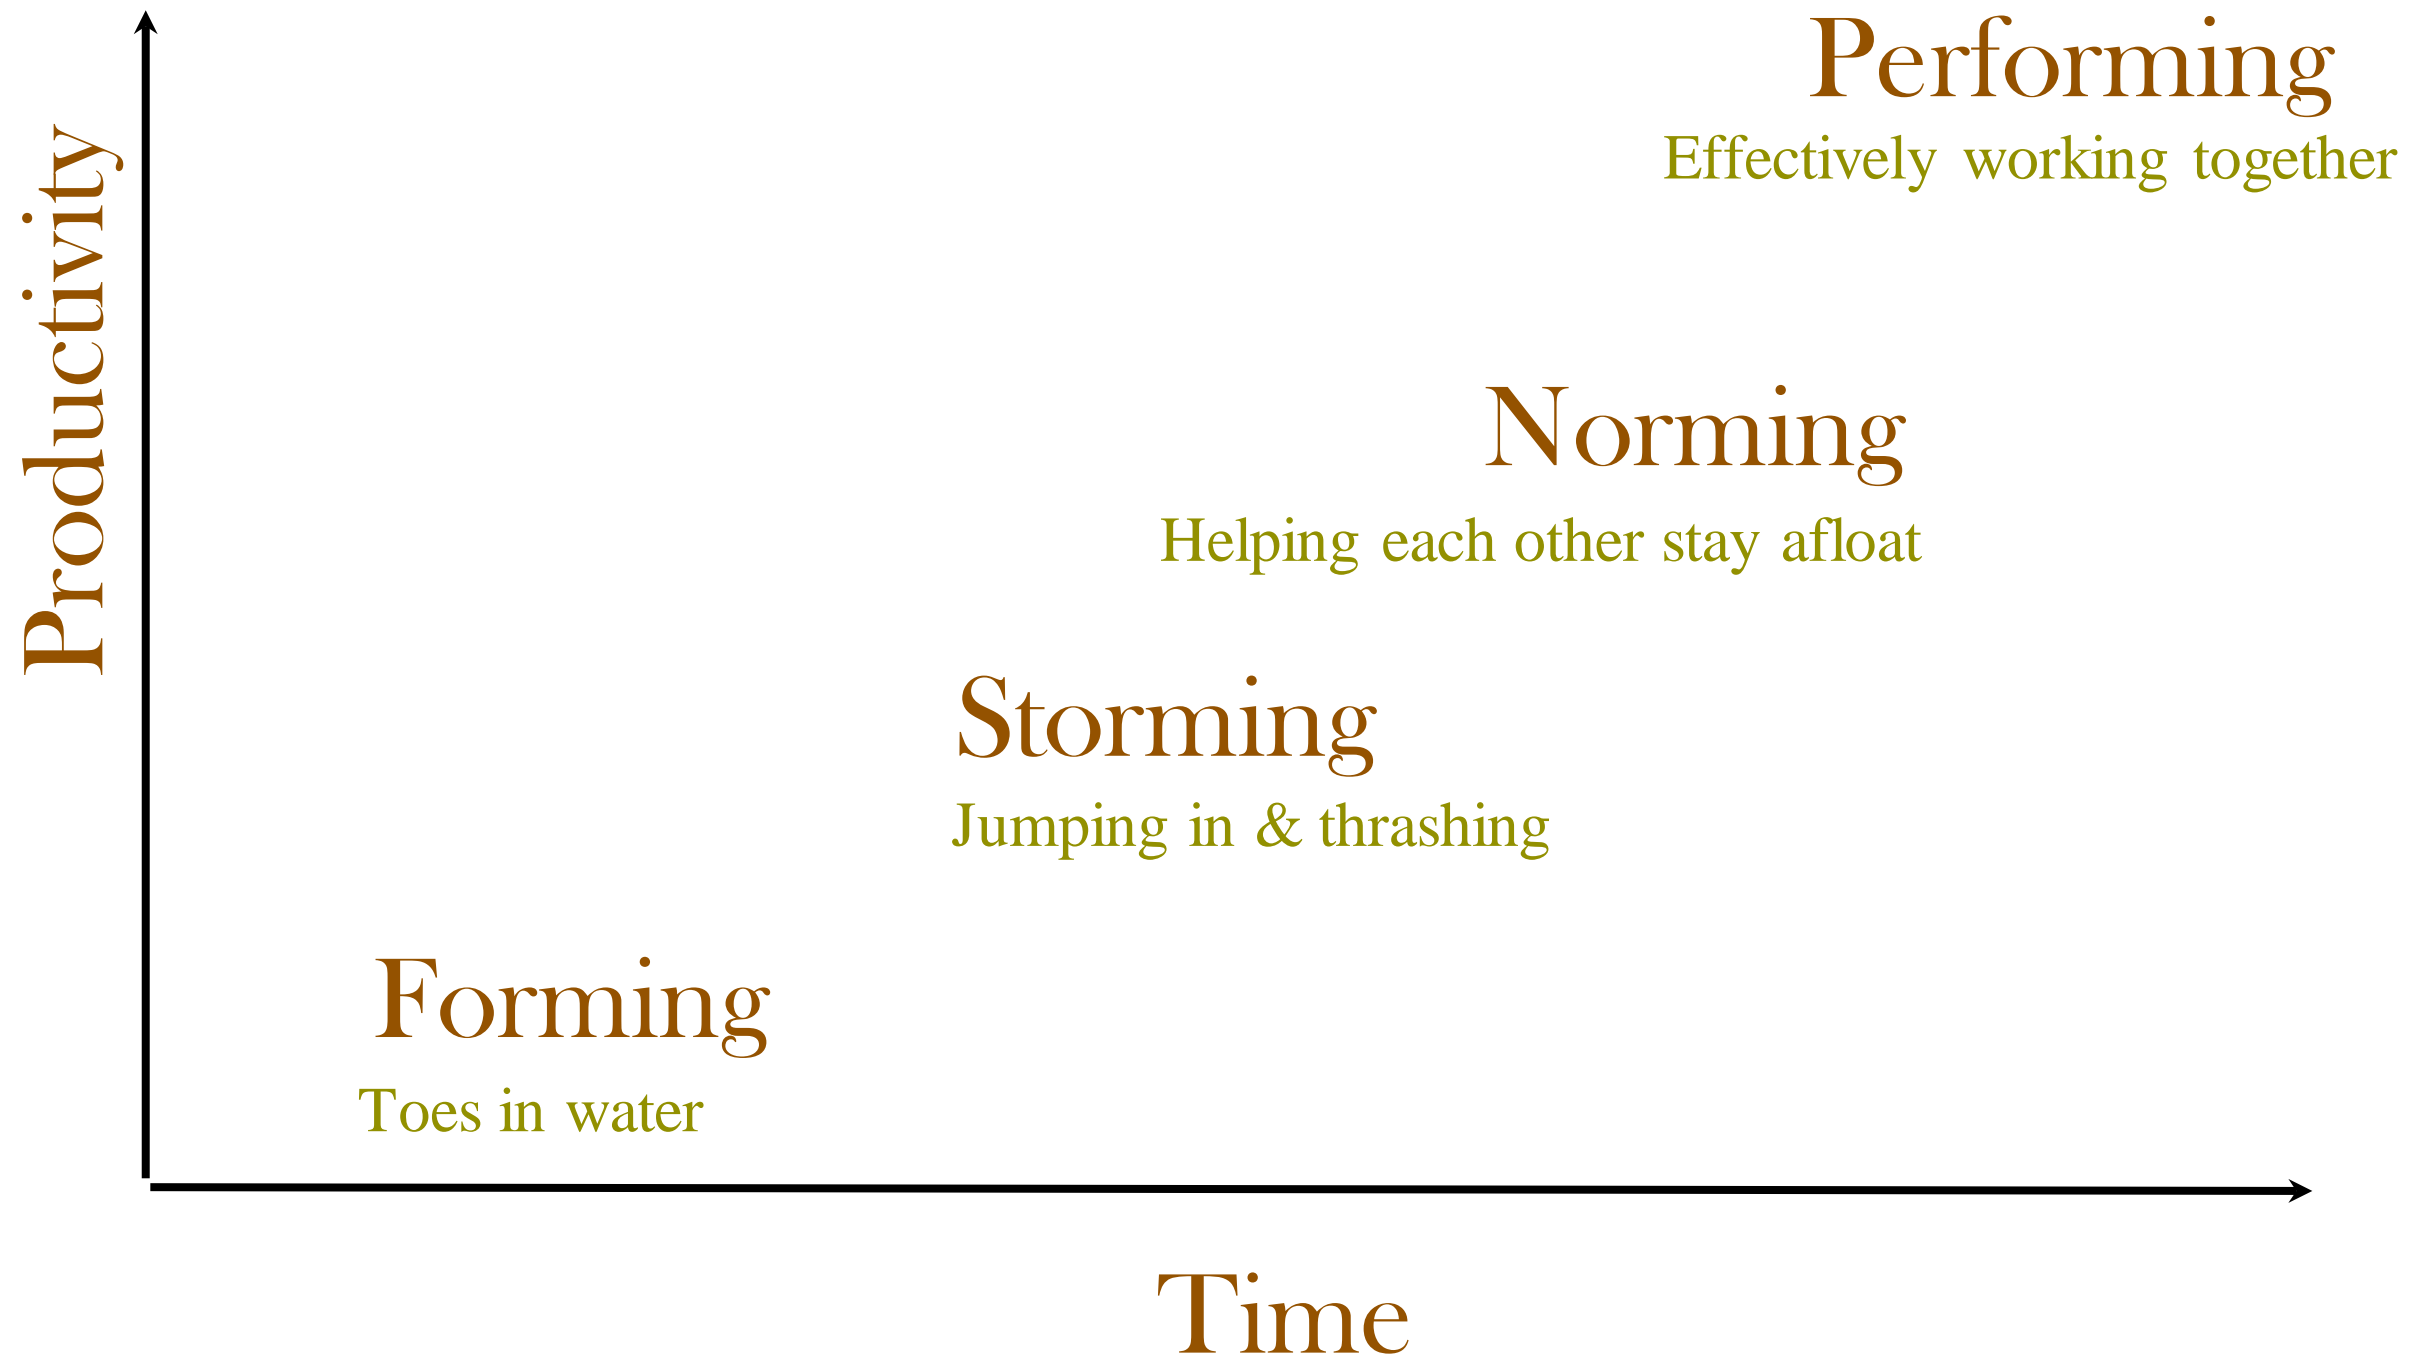 Performing
Effectively working together
Productivity
Norming
Helping each other stay afloat
Storming
Jumping in & thrashing
Forming
Toes in water
Time